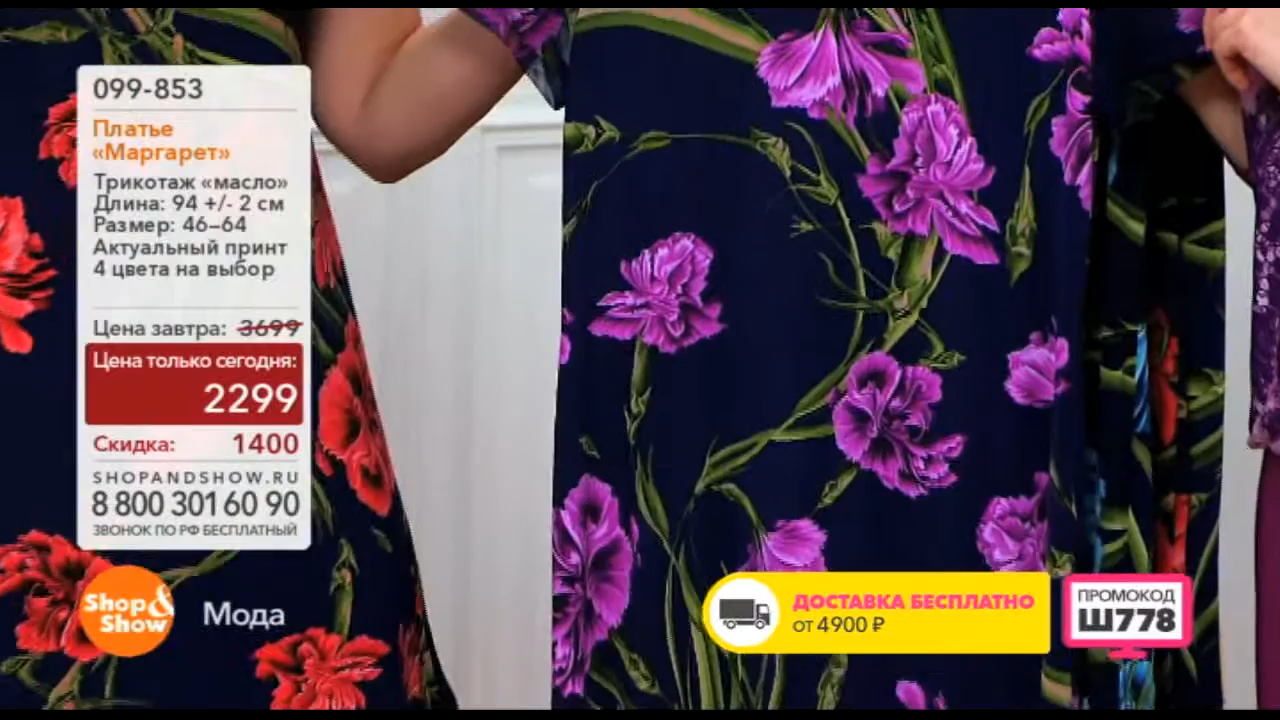 099-853
Платье
«Маргарет»
Трикотаж «масло»
Длина: 94 +/- 2 см
Размер: 46–64
Актуальный принт
4 цвета на выбор
Цена завтра: 3699
Цена только сегодня:
2299
Скидка: 1400
SHOPANDSHOW.RU
8 800 301 60 90
ЗВОНОК ПО РФ БЕСПЛАТНЫЙ
Shop&
Show
Мода
ДОСТАВКА БЕСПЛАТНО
ОТ 4900 ₽
ПРОМОКОД
Ш778